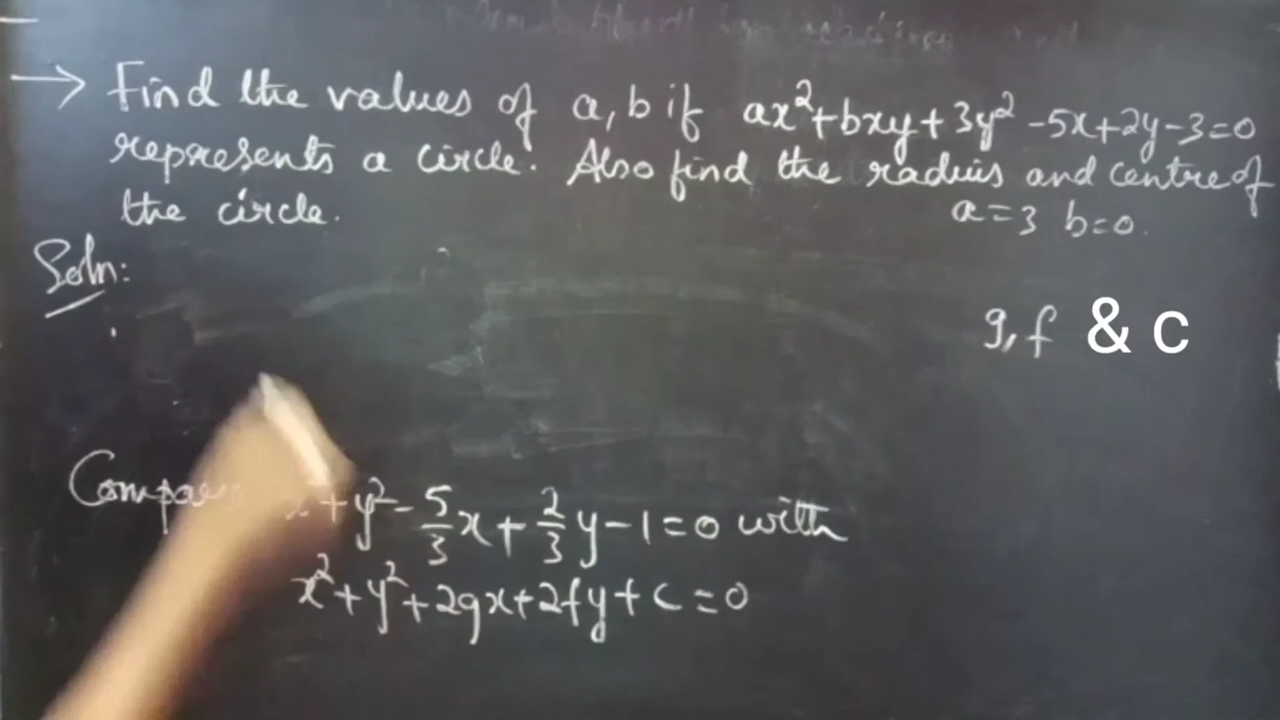 → Find the values of a, b if ax²+bxy+3y²-5x+2y-3=0
represents a circle. Also find the radius and centre of
the circle.
a=3 b=0.
Soln:
g, f & c
y²-5/3x+2/3y-1=0 with
x²+y²+2gx+2fy+c=0